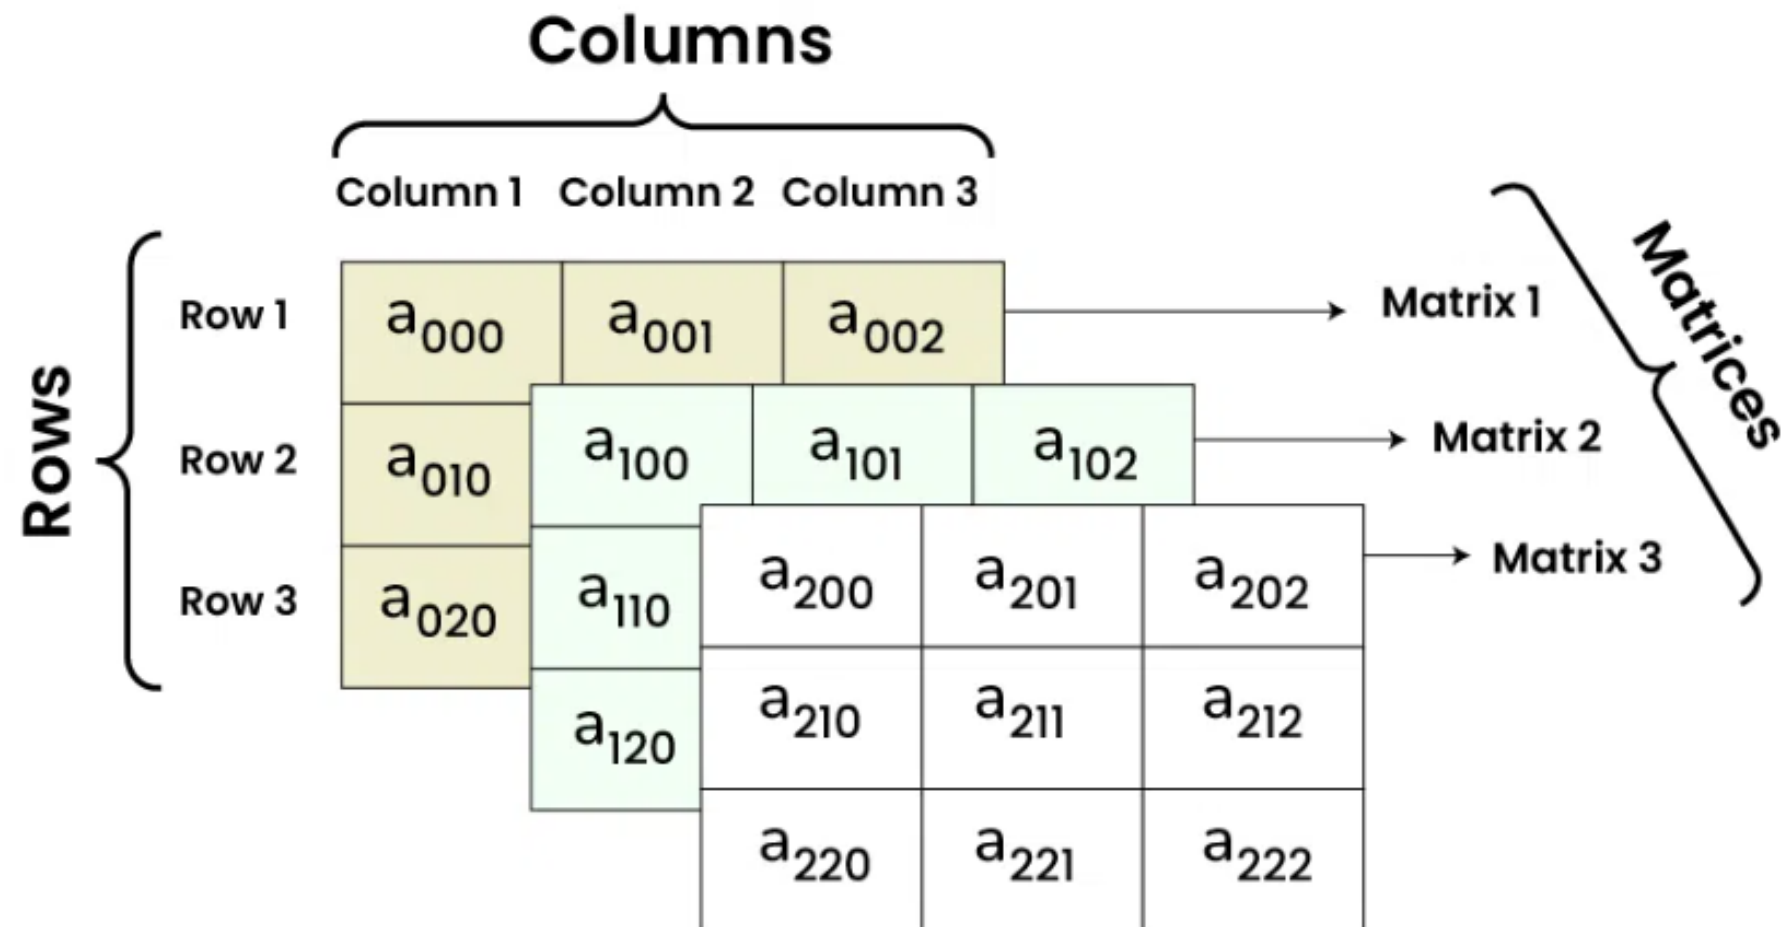 Columns
Column 1 Column 2 Column 3
Rows
Matrices
Row 1 a000 a001 a002 Matrix 1
Row 2 a010 a100 a101 a102 Matrix 2
Row 3 a020 a110 a200 a201 a202 Matrix 3
a120 a210 a211 a212
a220 a221 a222